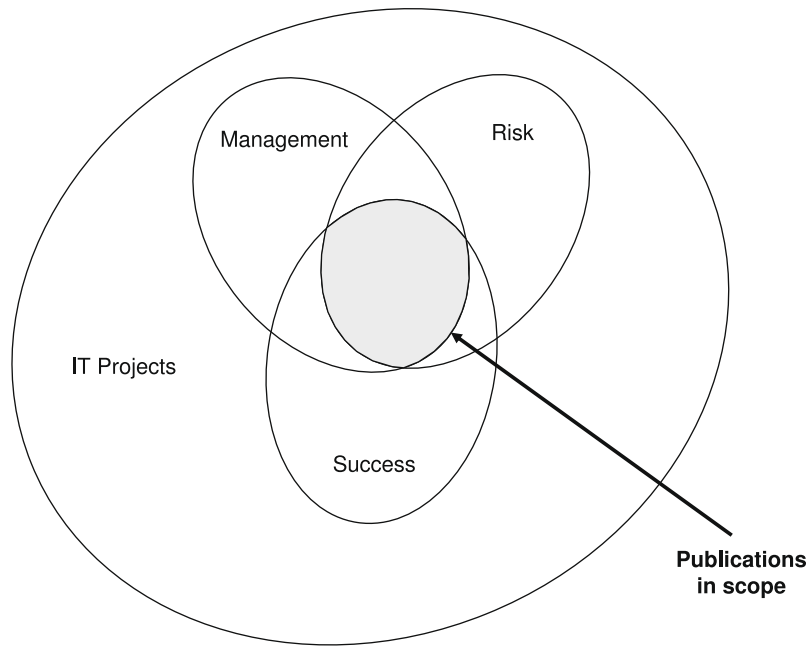 Management
Risk
IT Projects
Success
Publications
in scope